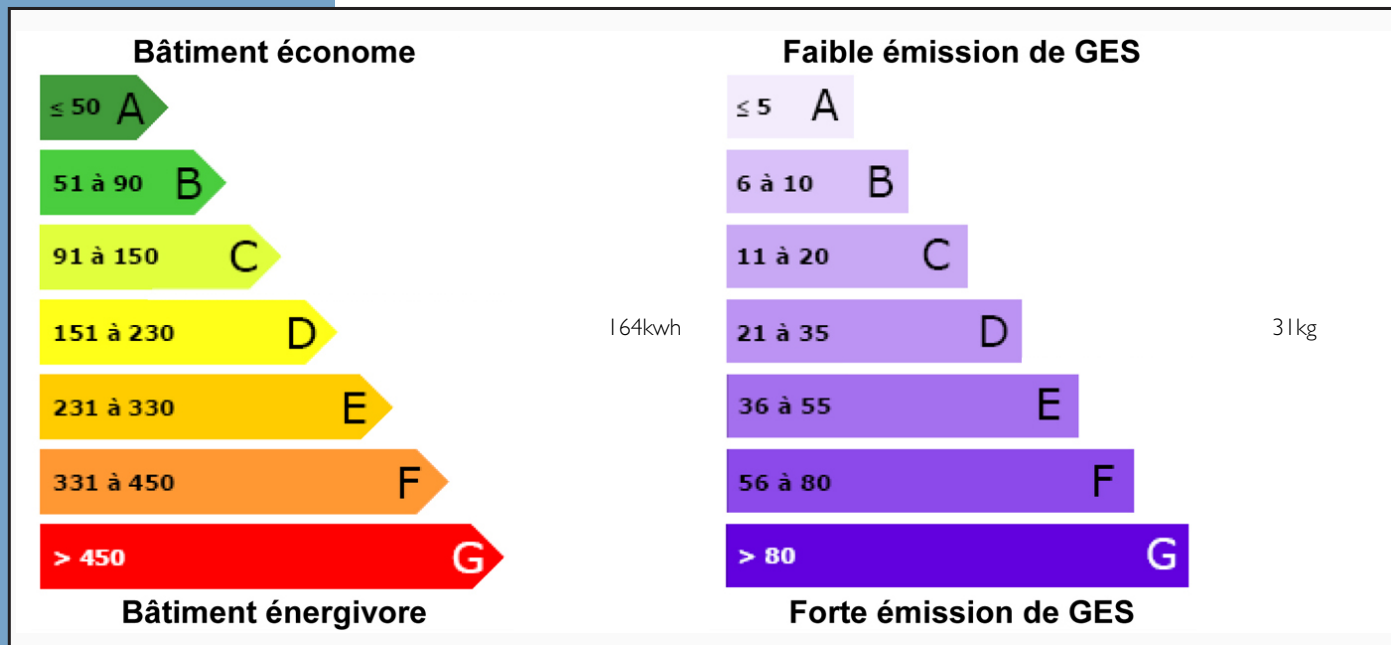 Bâtiment économe
≤ 50 A
51 à 90 B
91 à 150 C
151 à 230 D
164kwh
231 à 330 E
331 à 450 F
> 450 G
Bâtiment énergivore
Faible émission de GES
≤ 5 A
6 à 10 B
11 à 20 C
21 à 35 D
31kg
36 à 55 E
56 à 80 F
> 80 G
Forte émission de GES